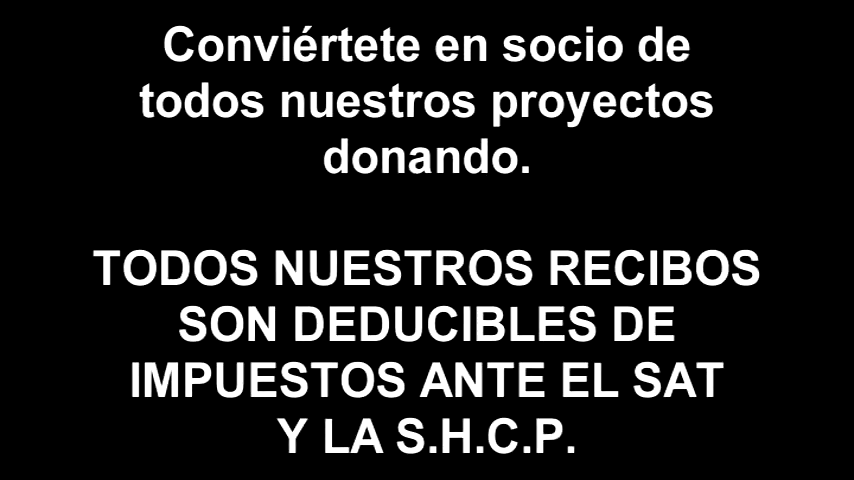 Conviértete en socio de
todos nuestros proyectos
donando.
TODOS NUESTROS RECIBOS
SON DEDUCIBLES DE
IMPUESTOS ANTE EL SAT
Y LA S.H.C.P.